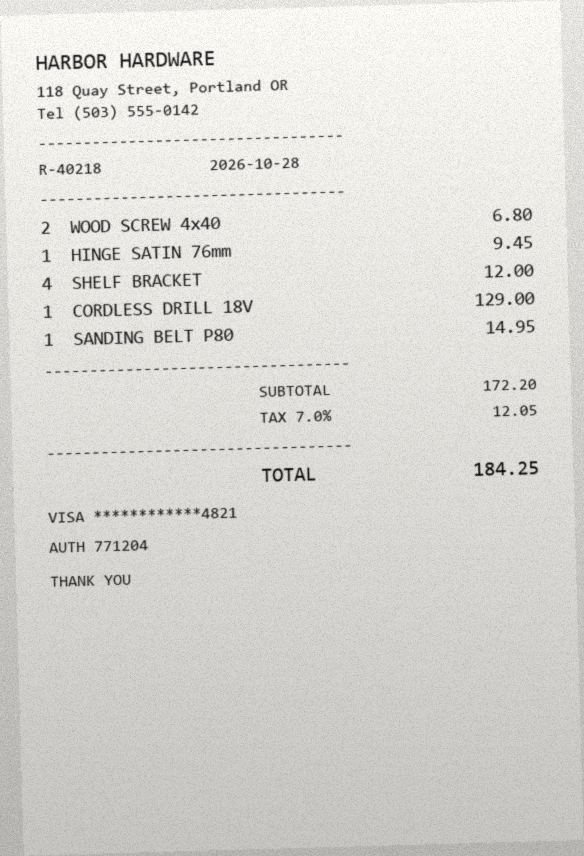 HARBOR HARDWARE
118 Quay Street, Portland OR
Tel (503) 555-0142
----------------------------------
R-40218 2026-10-28
----------------------------------
2 WOOD SCREW 4x40 6.80
1 HINGE SATIN 76mm 9.45
4 SHELF BRACKET 12.00
1 CORDLESS DRILL 18V 129.00
1 SANDING BELT P80 14.95
----------------------------------
SUBTOTAL 172.20
TAX 7.0% 12.05
----------------------------------
TOTAL 184.25
VISA ************4821
AUTH 771204
THANK YOU